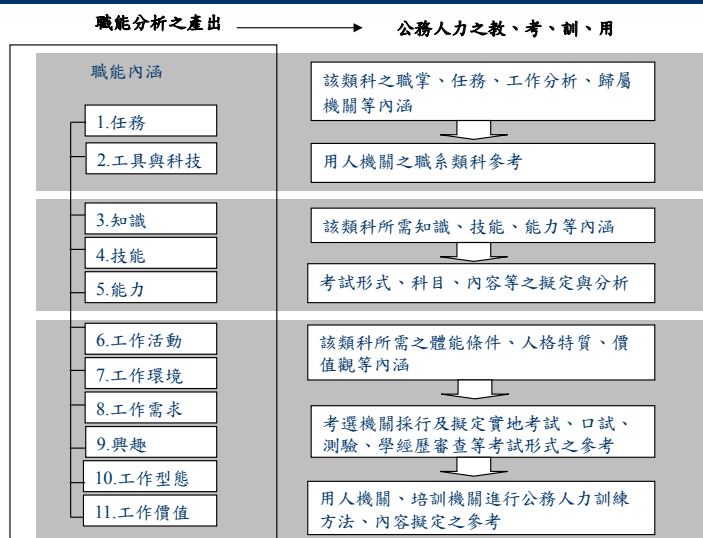 職能分析之產出
公務人力之教、考、訓、用
職能內涵
1.任務
2.工具與科技
3.知識
4.技能
5.能力
6.工作活動
7.工作環境
8.工作需求
9.興趣
10.工作型態
11.工作價值
該類科之職掌、任務、工作分析、歸屬
機關等內涵
用人機關之職系類科參考
該類科所需知識、技能、能力等內涵
考試形式、科目、內容等之擬定與分析
該類科所需之體能條件、人格特質、價
值觀等內涵
考選機關採行及擬定實地考試、口試、
測驗、學經歷審查等考試形式之參考
用人機關、培訓機關進行公務人力訓練
方法、內容擬定之參考